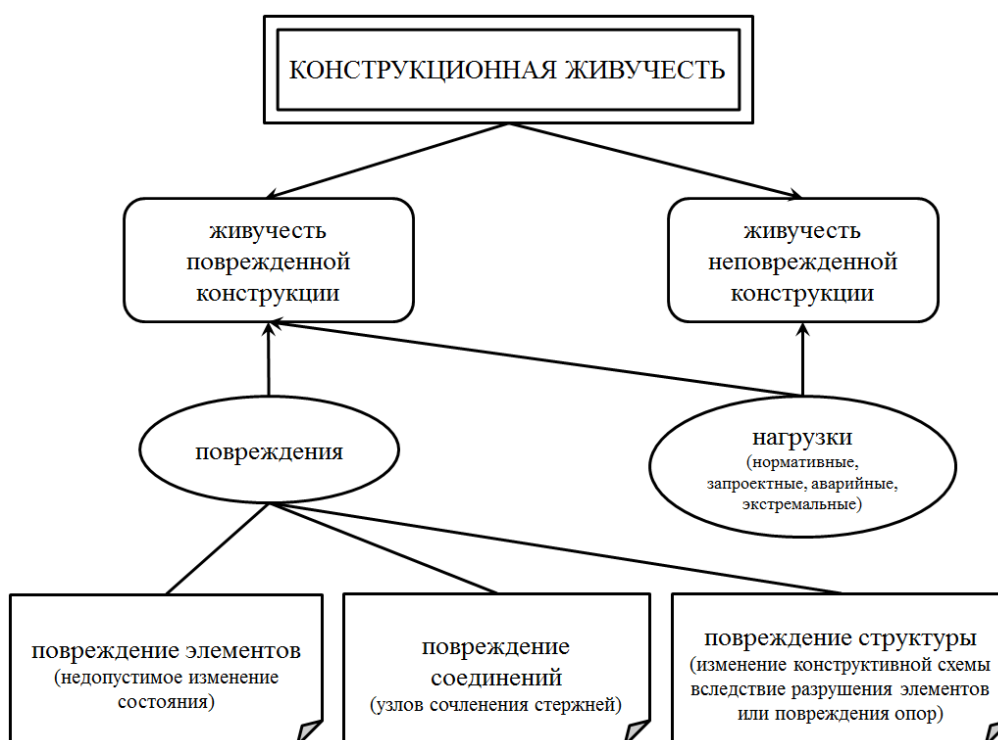 КОНСТРУКЦИОННАЯ ЖИВУЧЕСТЬ
живучесть
поврежденной
конструкции
живучесть
неповрежденной
конструкции
повреждения
нагрузки
(нормативные,
запроектные, аварийные,
экстремальные)
повреждение элементов
(недопустимое изменение
состояния)
повреждение
соединений
(узлов сочленения стержней)
повреждение структуры
(изменение конструктивной схемы
вследствие разрушения элементов
или повреждения опор)